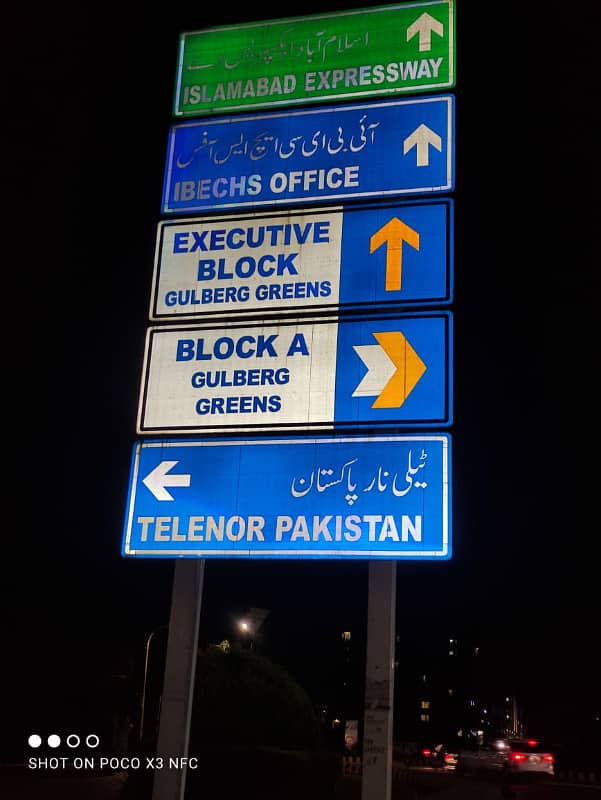 اسلام آباد ایکسپریس وے
ISLAMABAD EXPRESSWAY
آئی بی ای سی ایچ ایس آفس
IBECHS OFFICE
EXECUTIVE
BLOCK
GULBERG GREENS
BLOCK A
GULBERG
GREENS
ٹیلی نار پاکستان
TELENOR PAKISTAN
SHOT ON POCO X3 NFC